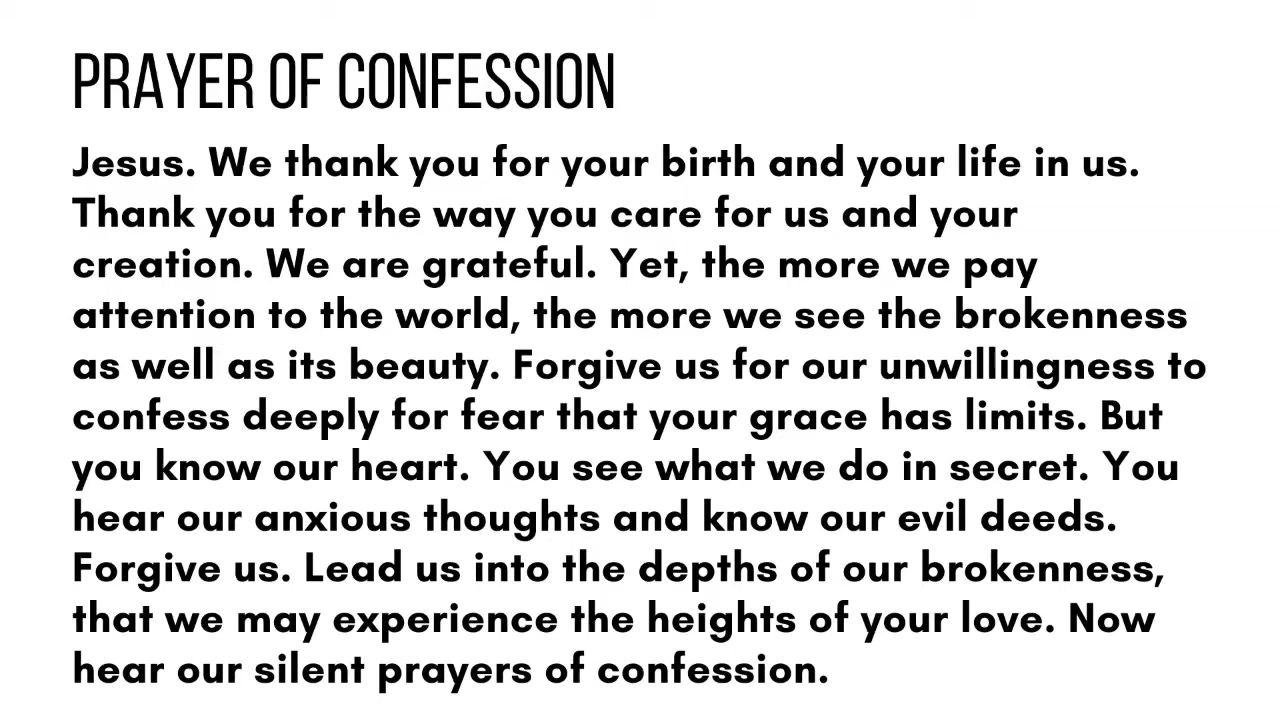 PRAYER OF CONFESSION
Jesus. We thank you for your birth and your life in us.
Thank you for the way you care for us and your
creation. We are grateful. Yet, the more we pay
attention to the world, the more we see the brokenness
as well as its beauty. Forgive us for our unwillingness to
confess deeply for fear that your grace has limits. But
you know our heart. You see what we do in secret. You
hear our anxious thoughts and know our evil deeds.
Forgive us. Lead us into the depths of our brokenness,
that we may experience the heights of your love. Now
hear our silent prayers of confession.